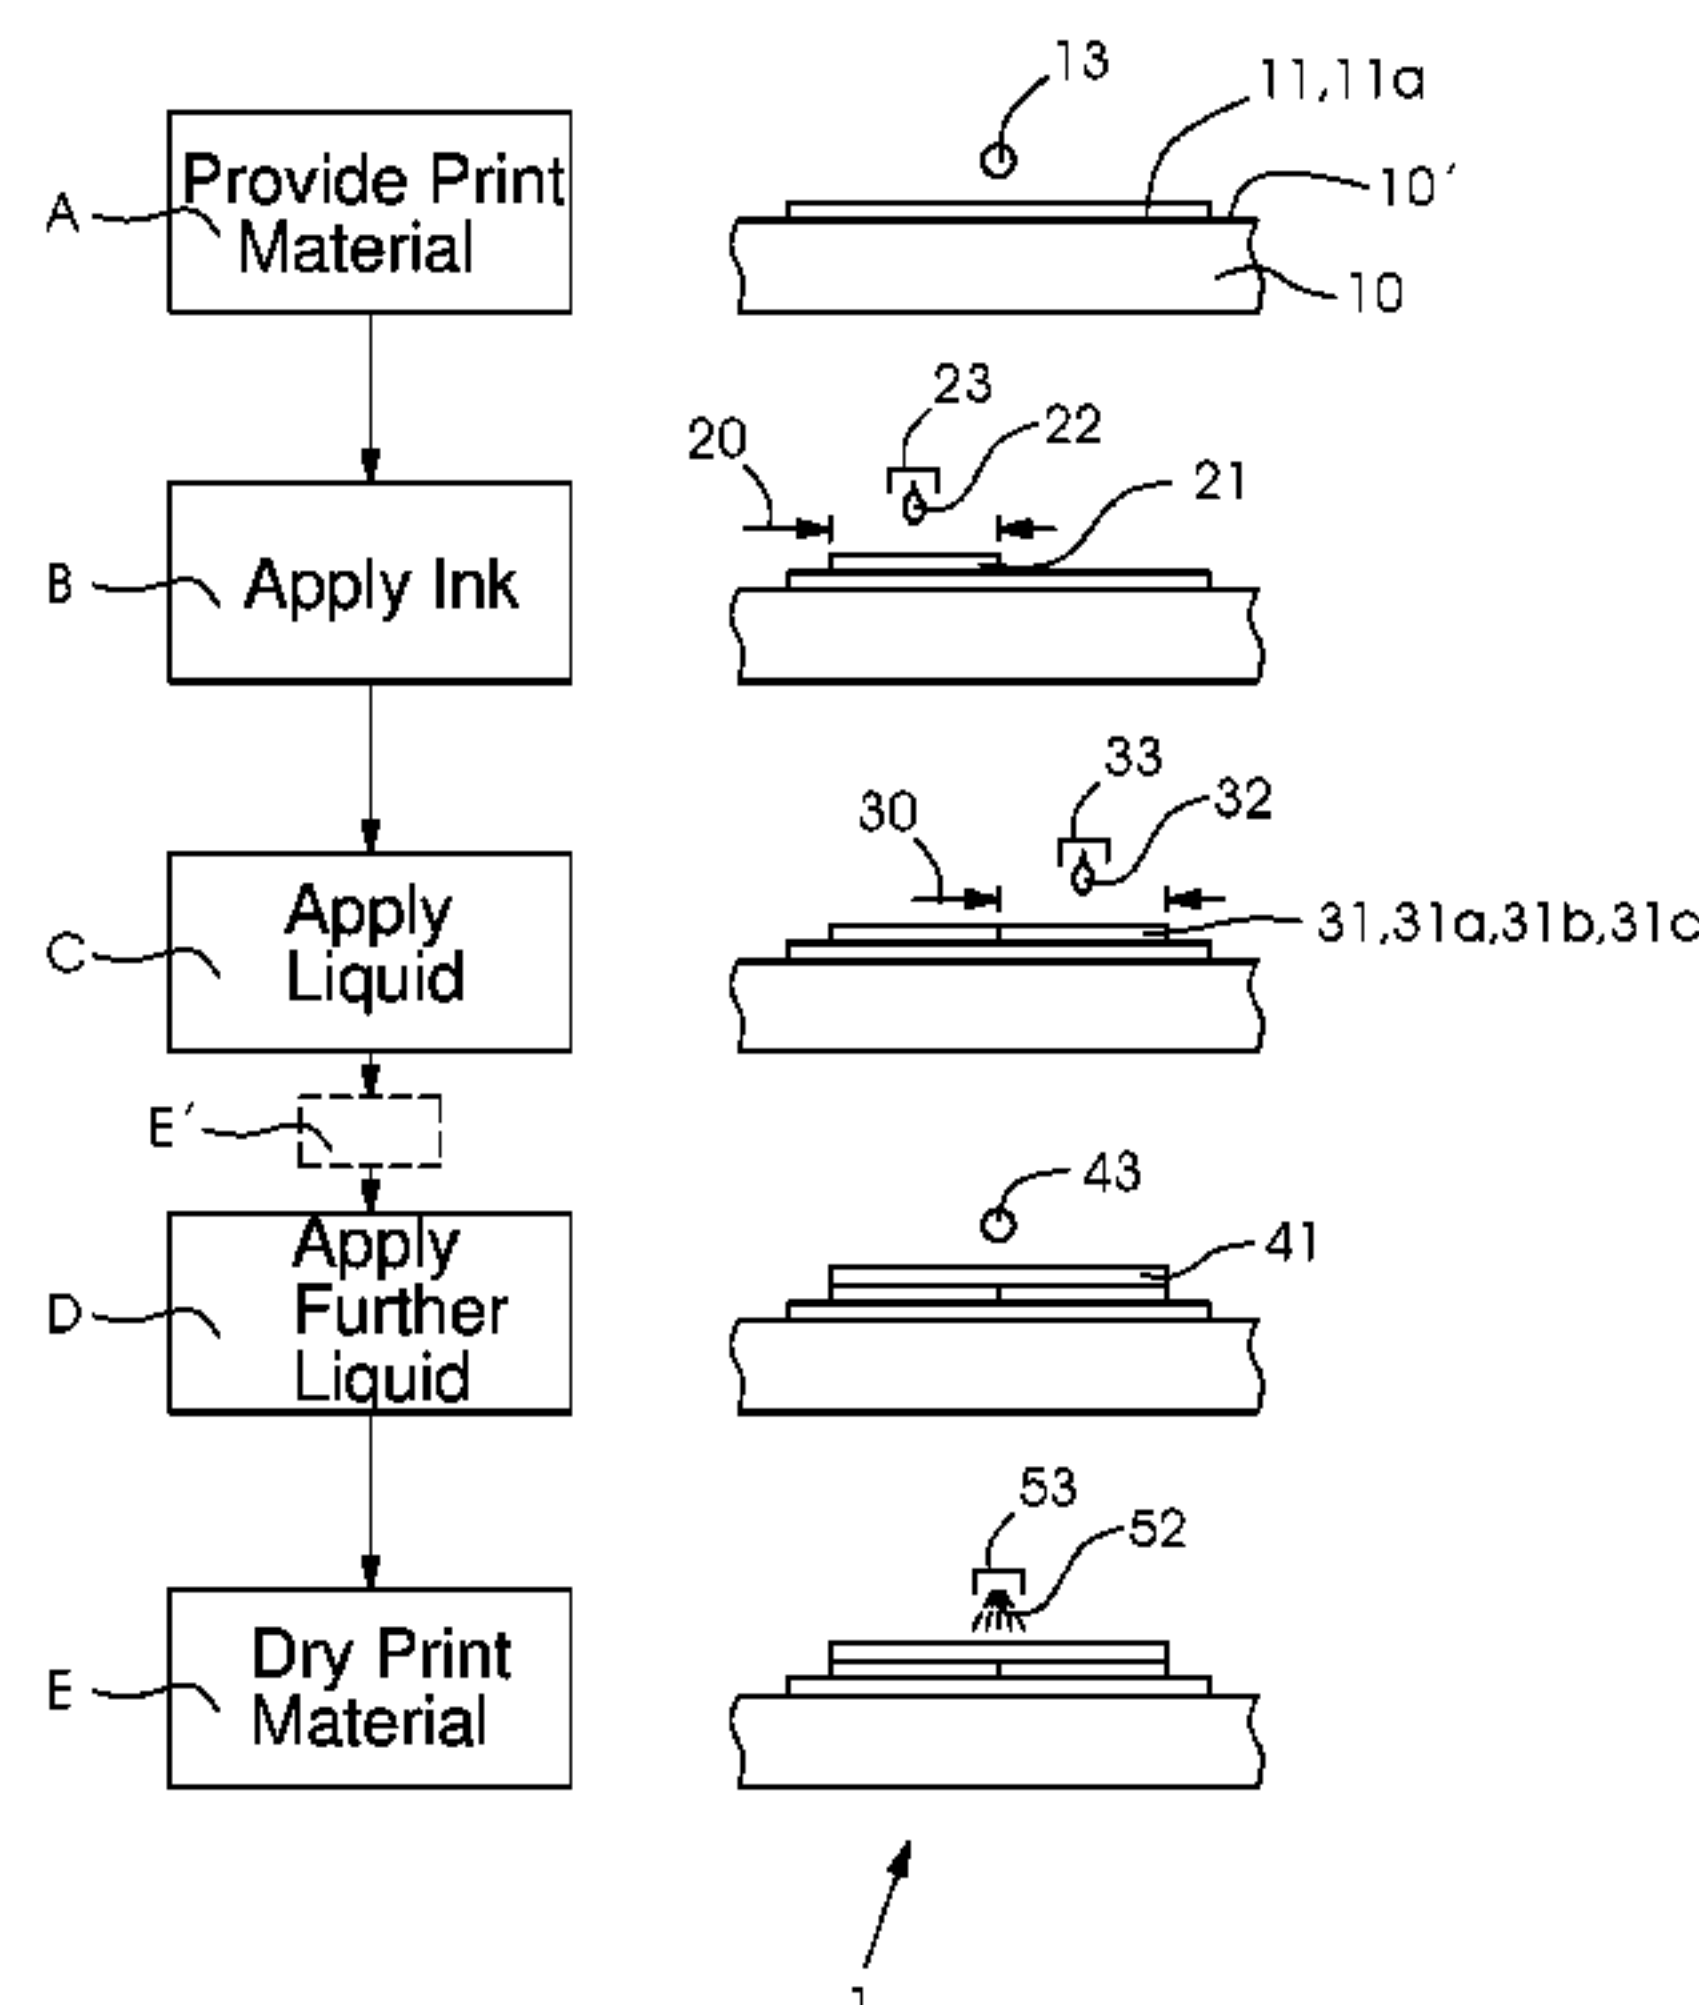 13
11,11a
10′
10
A
Provide Print
Material
23
22
20
21
B
Apply Ink
33
32
30
31,31a,31b,31c
C
Apply
Liquid
E′
43
41
D
Apply
Further
Liquid
53
52
E
Dry Print
Material
1